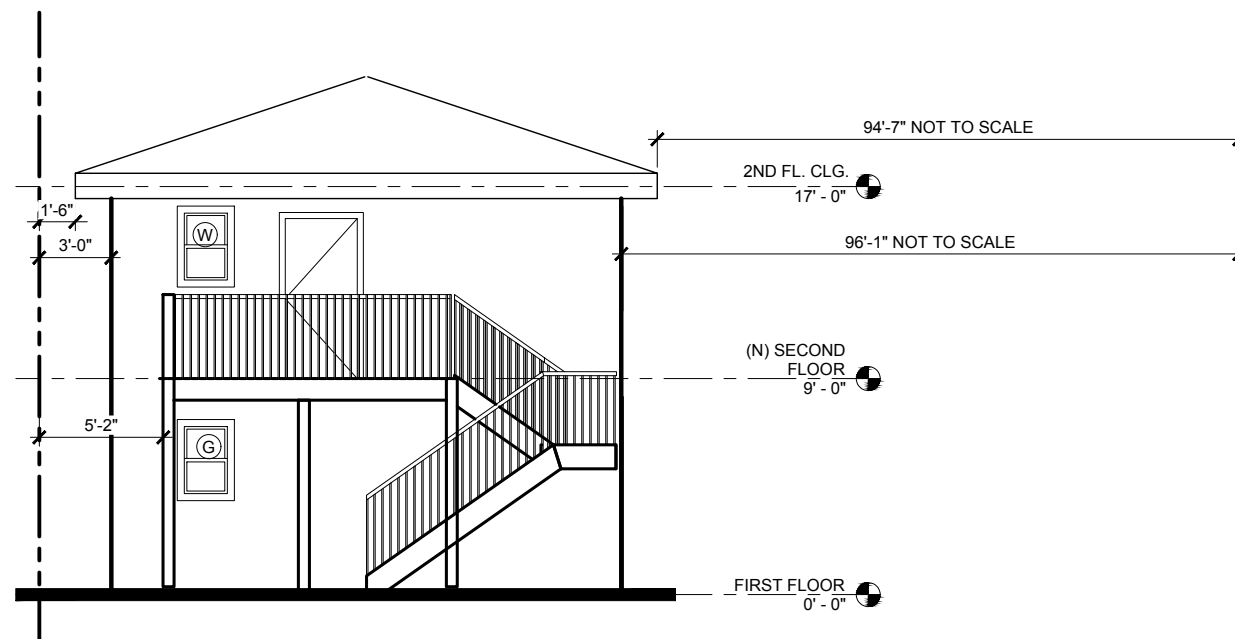 94'-7" NOT TO SCALE
2ND FL. CLG.
17' - 0"
1'-6"
W
3'-0"
96'-1" NOT TO SCALE
(N) SECOND
FLOOR
9' - 0"
5'-2"
G
FIRST FLOOR
0' - 0"